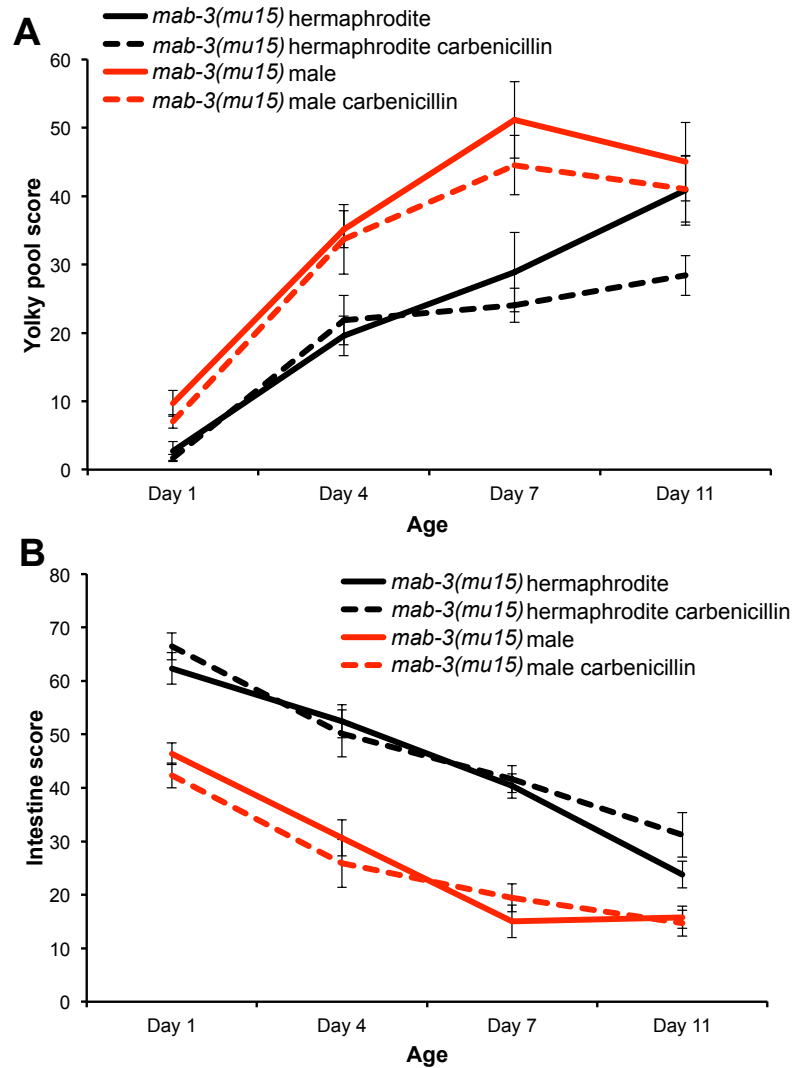 A
mab-3(mu15) hermaphrodite
mab-3(mu15) hermaphrodite carbenicillin
mab-3(mu15) male
mab-3(mu15) male carbenicillin
60
50
40
30
20
10
0
Yolky pool score
Day 1 Day 4 Day 7 Day 11
Age
B
mab-3(mu15) hermaphrodite
mab-3(mu15) hermaphrodite carbenicillin
mab-3(mu15) male
mab-3(mu15) male carbenicillin
80
70
60
50
40
30
20
10
0
Intestine score
Day 1 Day 4 Day 7 Day 11
Age